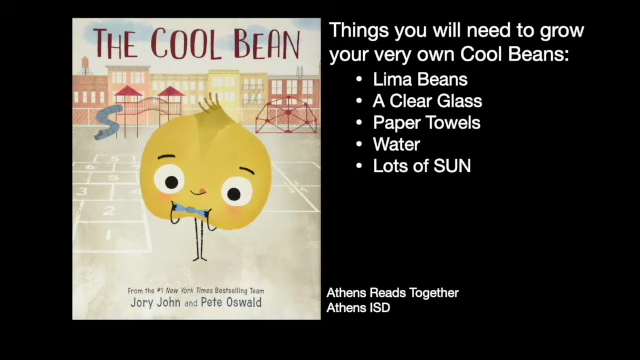 THE COOL BEAN
From the #1 New York Times Bestselling Team
Jory John and Pete Oswald
Things you will need to grow
your very own Cool Beans:
• Lima Beans
• A Clear Glass
• Paper Towels
• Water
• Lots of SUN
Athens Reads Together
Athens ISD